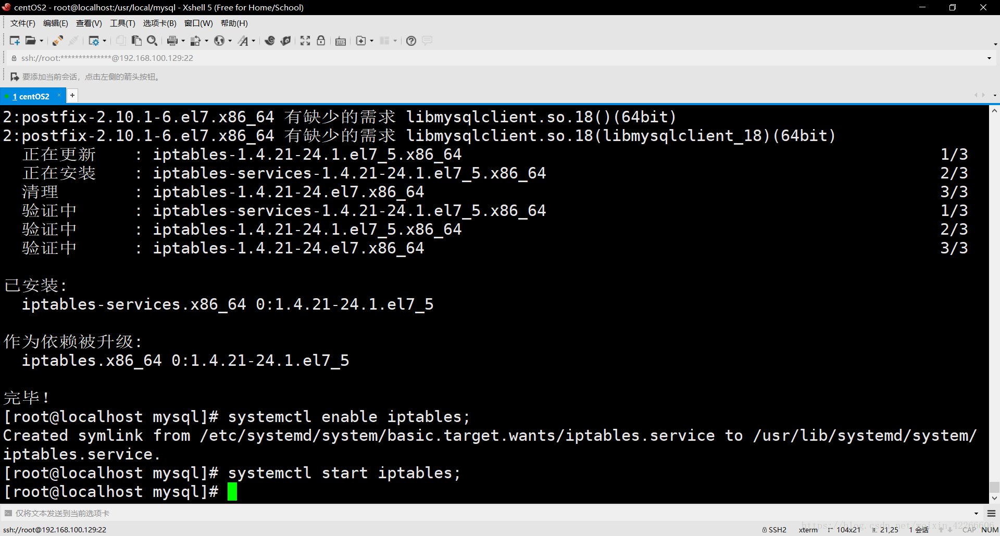 centOS2 - root@localhost:/usr/local/mysql - Xshell 5 (Free for Home/School)
文件(F) 编辑(E) 查看(V) 工具(T) 选项卡(B) 窗口(W) 帮助(H)
ssh://root:**************@192.168.100.129:22
要添加当前会话，点击左侧的箭头按钮。
1 centOS2 × +
2:postfix-2.10.1-6.el7.x86_64 有缺少的需求 libmysqlclient.so.18()(64bit)
2:postfix-2.10.1-6.el7.x86_64 有缺少的需求 libmysqlclient.so.18(libmysqlclient_18)(64bit)
正在更新 : iptables-1.4.21-24.1.el7_5.x86_64 1/3
正在安装 : iptables-services-1.4.21-24.1.el7_5.x86_64 2/3
清理 : iptables-1.4.21-24.el7.x86_64 3/3
验证中 : iptables-services-1.4.21-24.1.el7_5.x86_64 1/3
验证中 : iptables-1.4.21-24.1.el7_5.x86_64 2/3
验证中 : iptables-1.4.21-24.el7.x86_64 3/3
已安装:
iptables-services.x86_64 0:1.4.21-24.1.el7_5
作为依赖被升级:
iptables.x86_64 0:1.4.21-24.1.el7_5
完毕！
[root@localhost mysql]# systemctl enable iptables;
Created symlink from /etc/systemd/system/basic.target.wants/iptables.service to /usr/lib/systemd/system/
iptables.service.
[root@localhost mysql]# systemctl start iptables;
[root@localhost mysql]#
仅将文本发送到当前选项卡
https://blog.csdn.net/weixin_42266606
ssh://root@192.168.100.129:22 SSH2 xterm 104x21 21,25 1 会话 CAP NUM